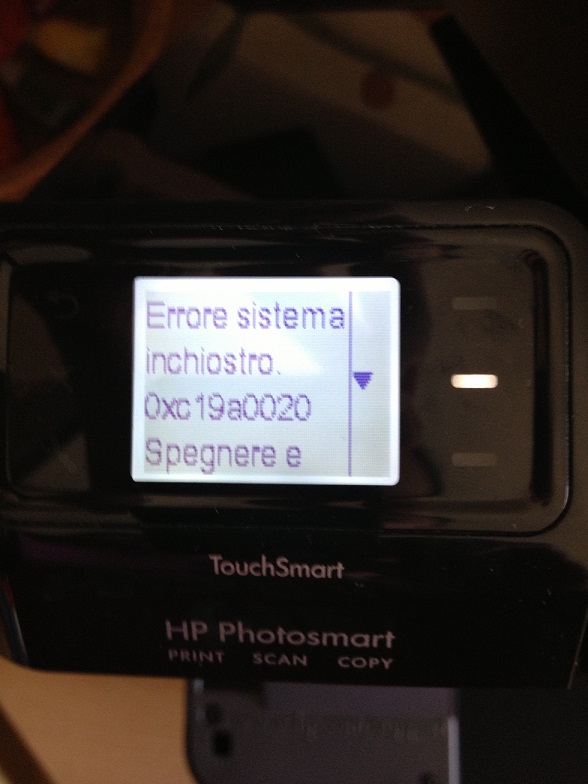 Errore sistema
inchiostro.
0xc19a0020
Spegnere e
TouchSmart
HP Photosmart
PRINT SCAN COPY